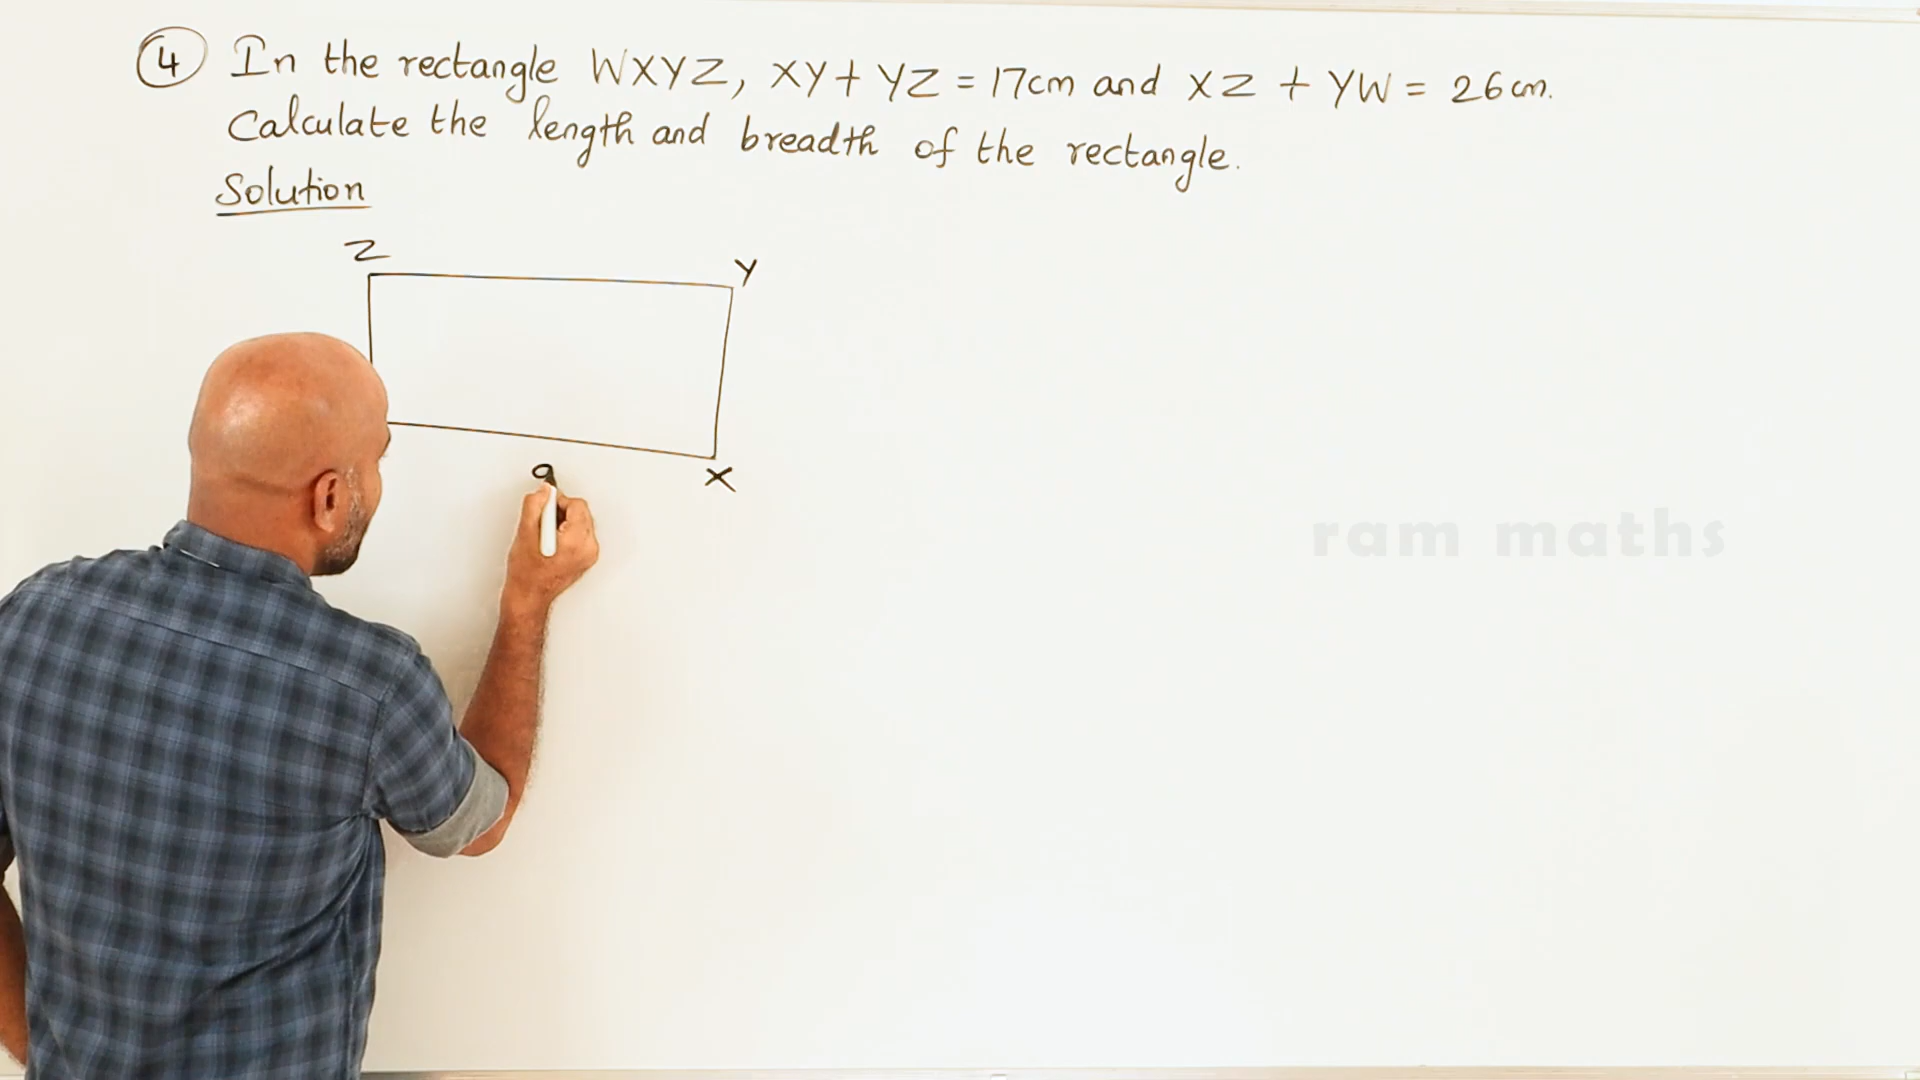 4 In the rectangle WXYZ, XY + YZ = 17cm and XZ + YW = 26cm.
Calculate the length and breadth of the rectangle.
Solution
Z
Y
X
a
ram maths